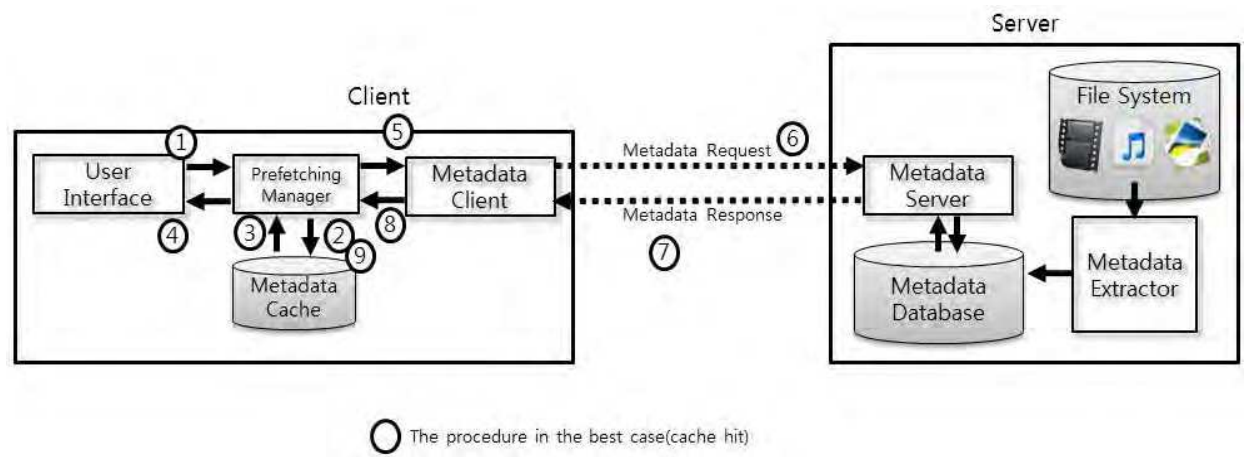 Server
Client
File System
① ⑤ ⑥
User
Interface
Prefetching
Manager
Metadata
Client
Metadata Request
Metadata
Server
④ ③ ② ⑨ ⑧
Metadata Response
⑦
Metadata
Cache
Metadata
Database
Metadata
Extractor
The procedure in the best case(cache hit)